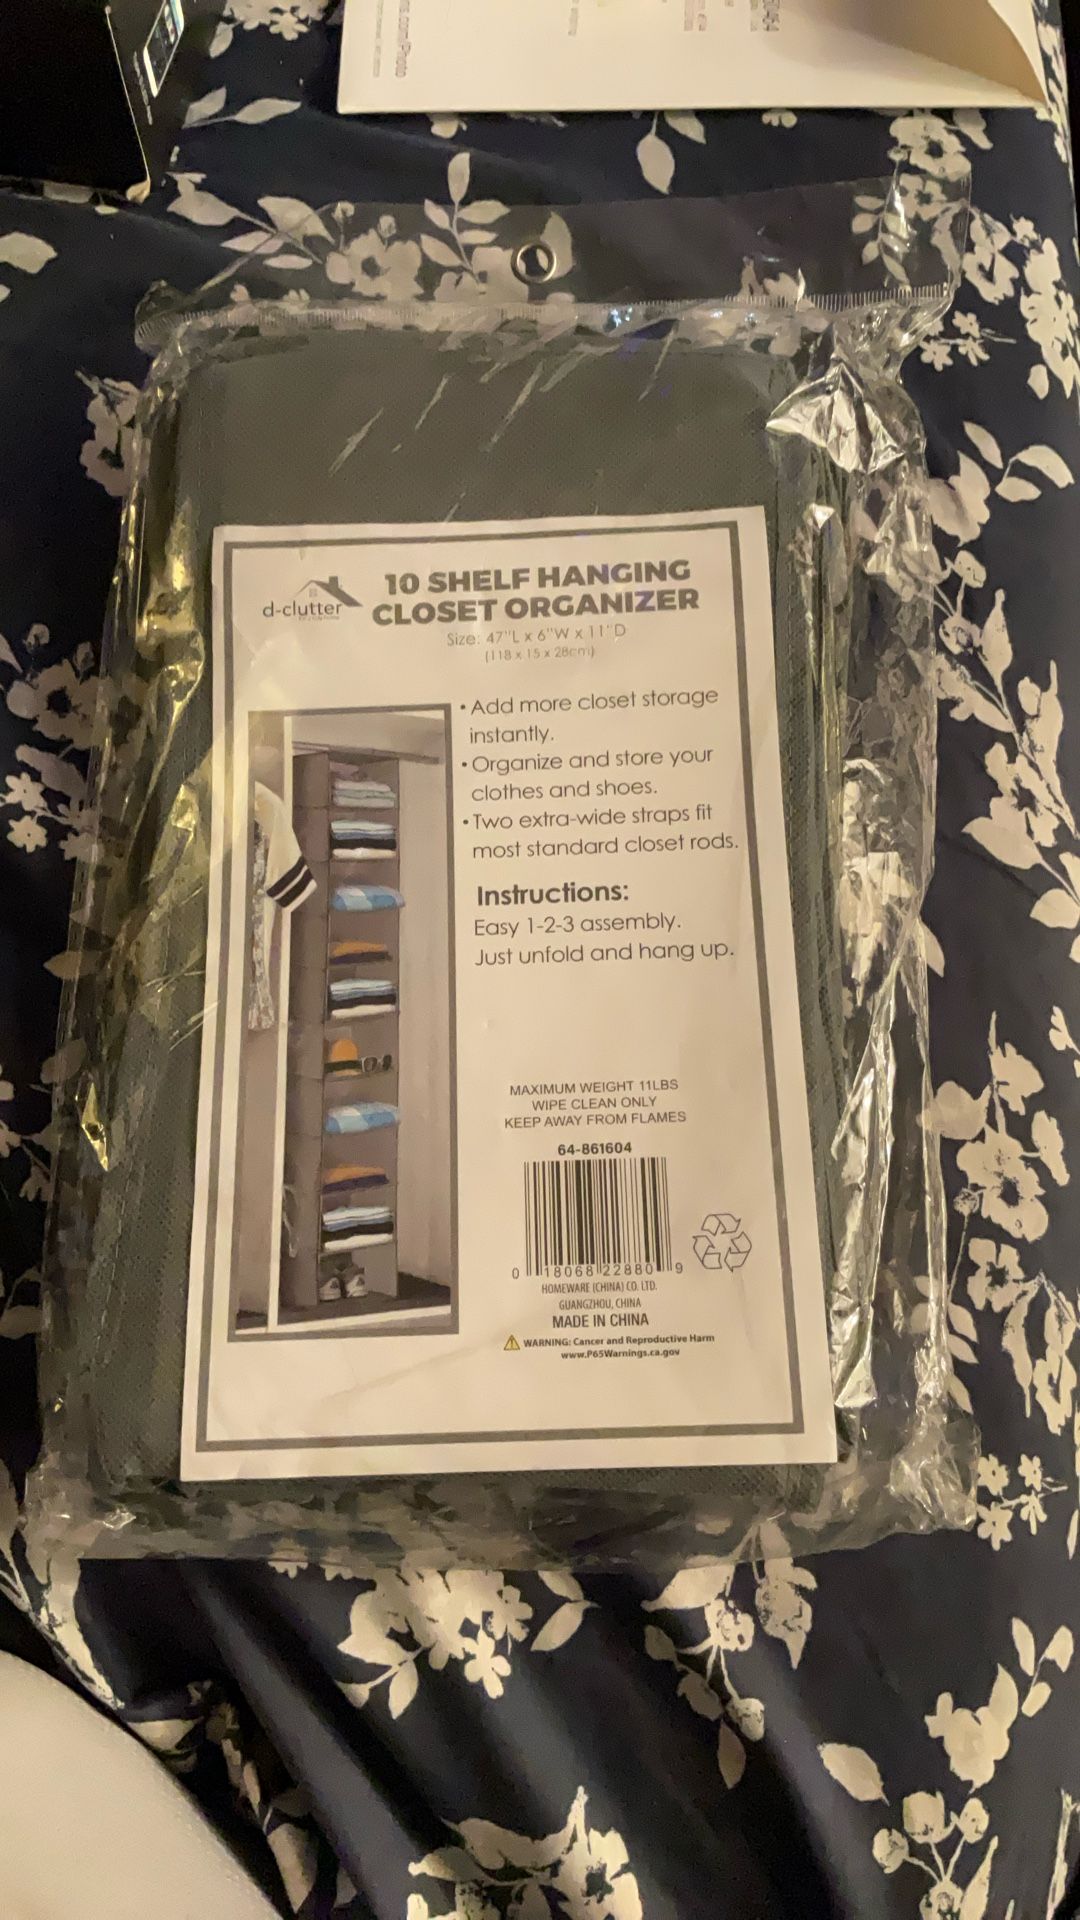 .com/Photo
d-clutter
10 SHELF HANGING
CLOSET ORGANIZER
Size: 47"L x 6"W x 11"D
(118 x 15 x 28cm)
• Add more closet storage
instantly.
• Organize and store your
clothes and shoes.
• Two extra-wide straps fit
most standard closet rods.
Instructions:
Easy 1-2-3 assembly.
Just unfold and hang up.
MAXIMUM WEIGHT 11LBS
WIPE CLEAN ONLY
KEEP AWAY FROM FLAMES
64-861604
0 18068 22880 9
HOMEWARE (CHINA) CO. LTD.
GUANGZHOU, CHINA
MADE IN CHINA
WARNING: Cancer and Reproductive Harm
www.P65Warnings.ca.gov